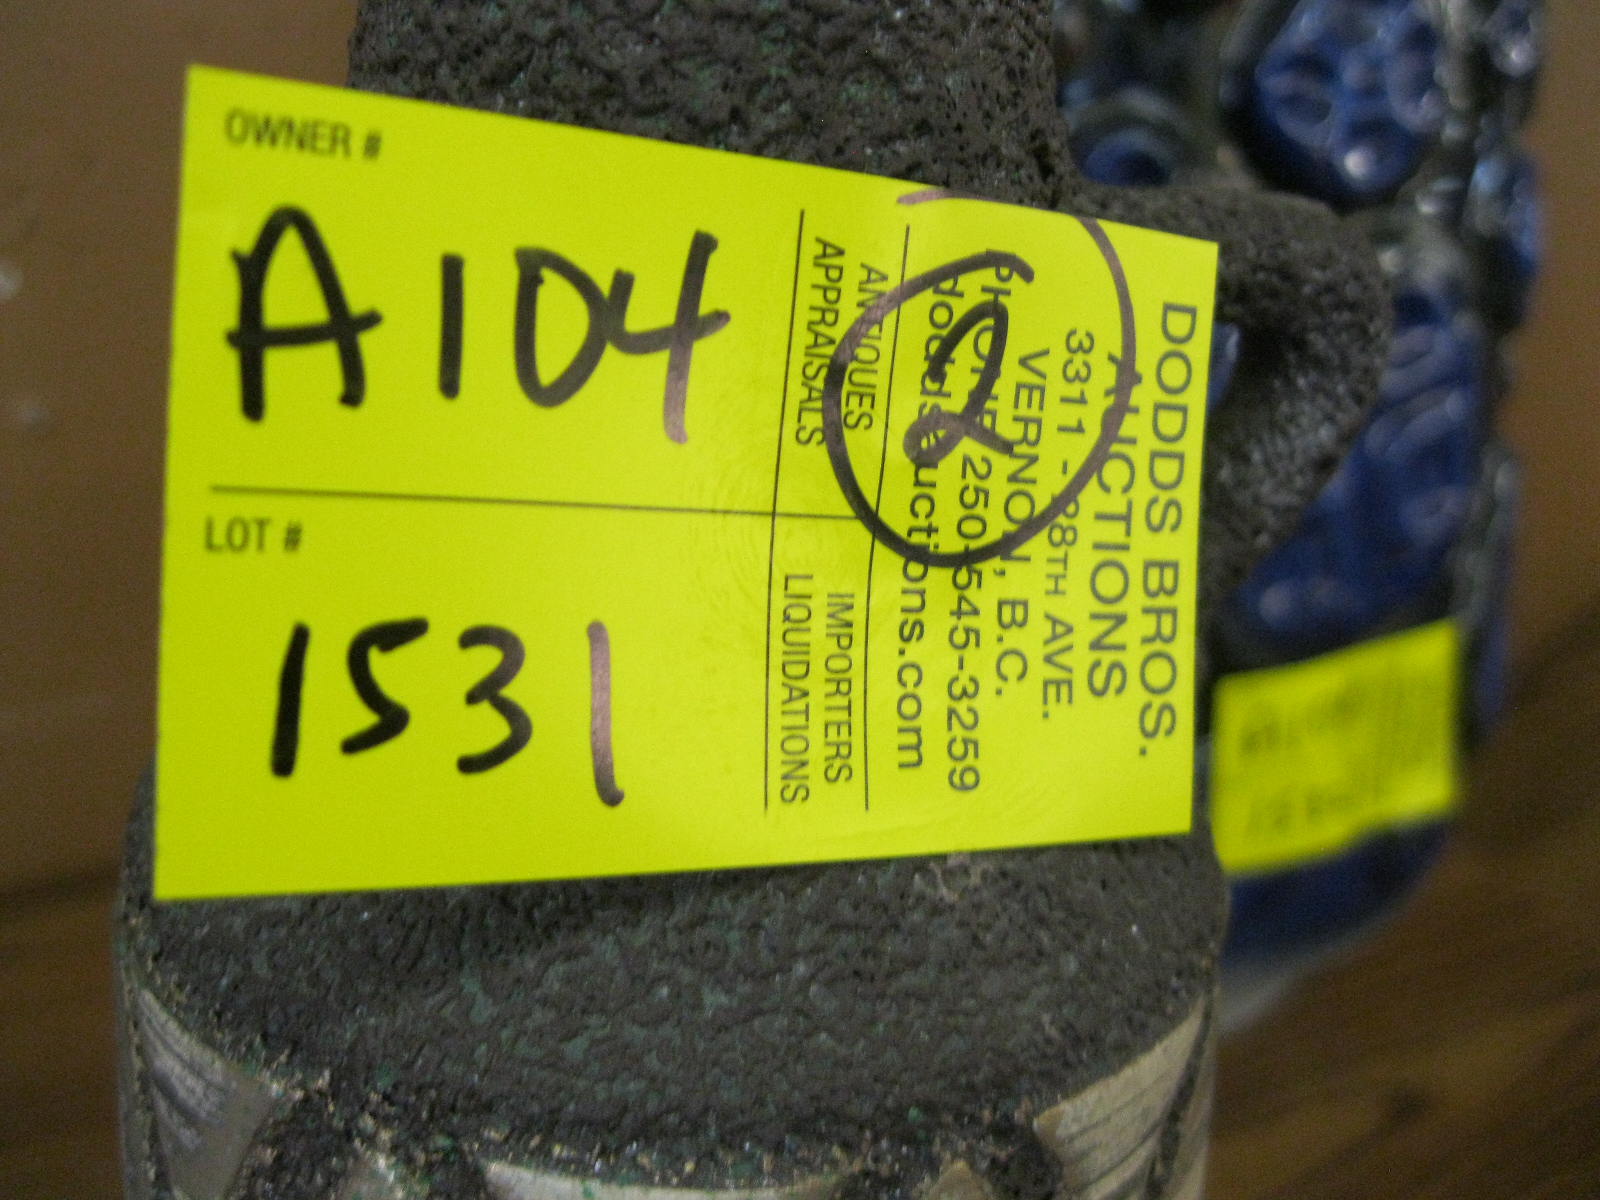 OWNER #
A104
LOT #
1531
DODDS BROS.
AUCTIONS
3311 - 28TH AVE.
VERNON, B.C.
PHONE 250-545-3259
doddsauctions.com
ANTIQUES
IMPORTERS
APPRAISALS
LIQUIDATIONS
2